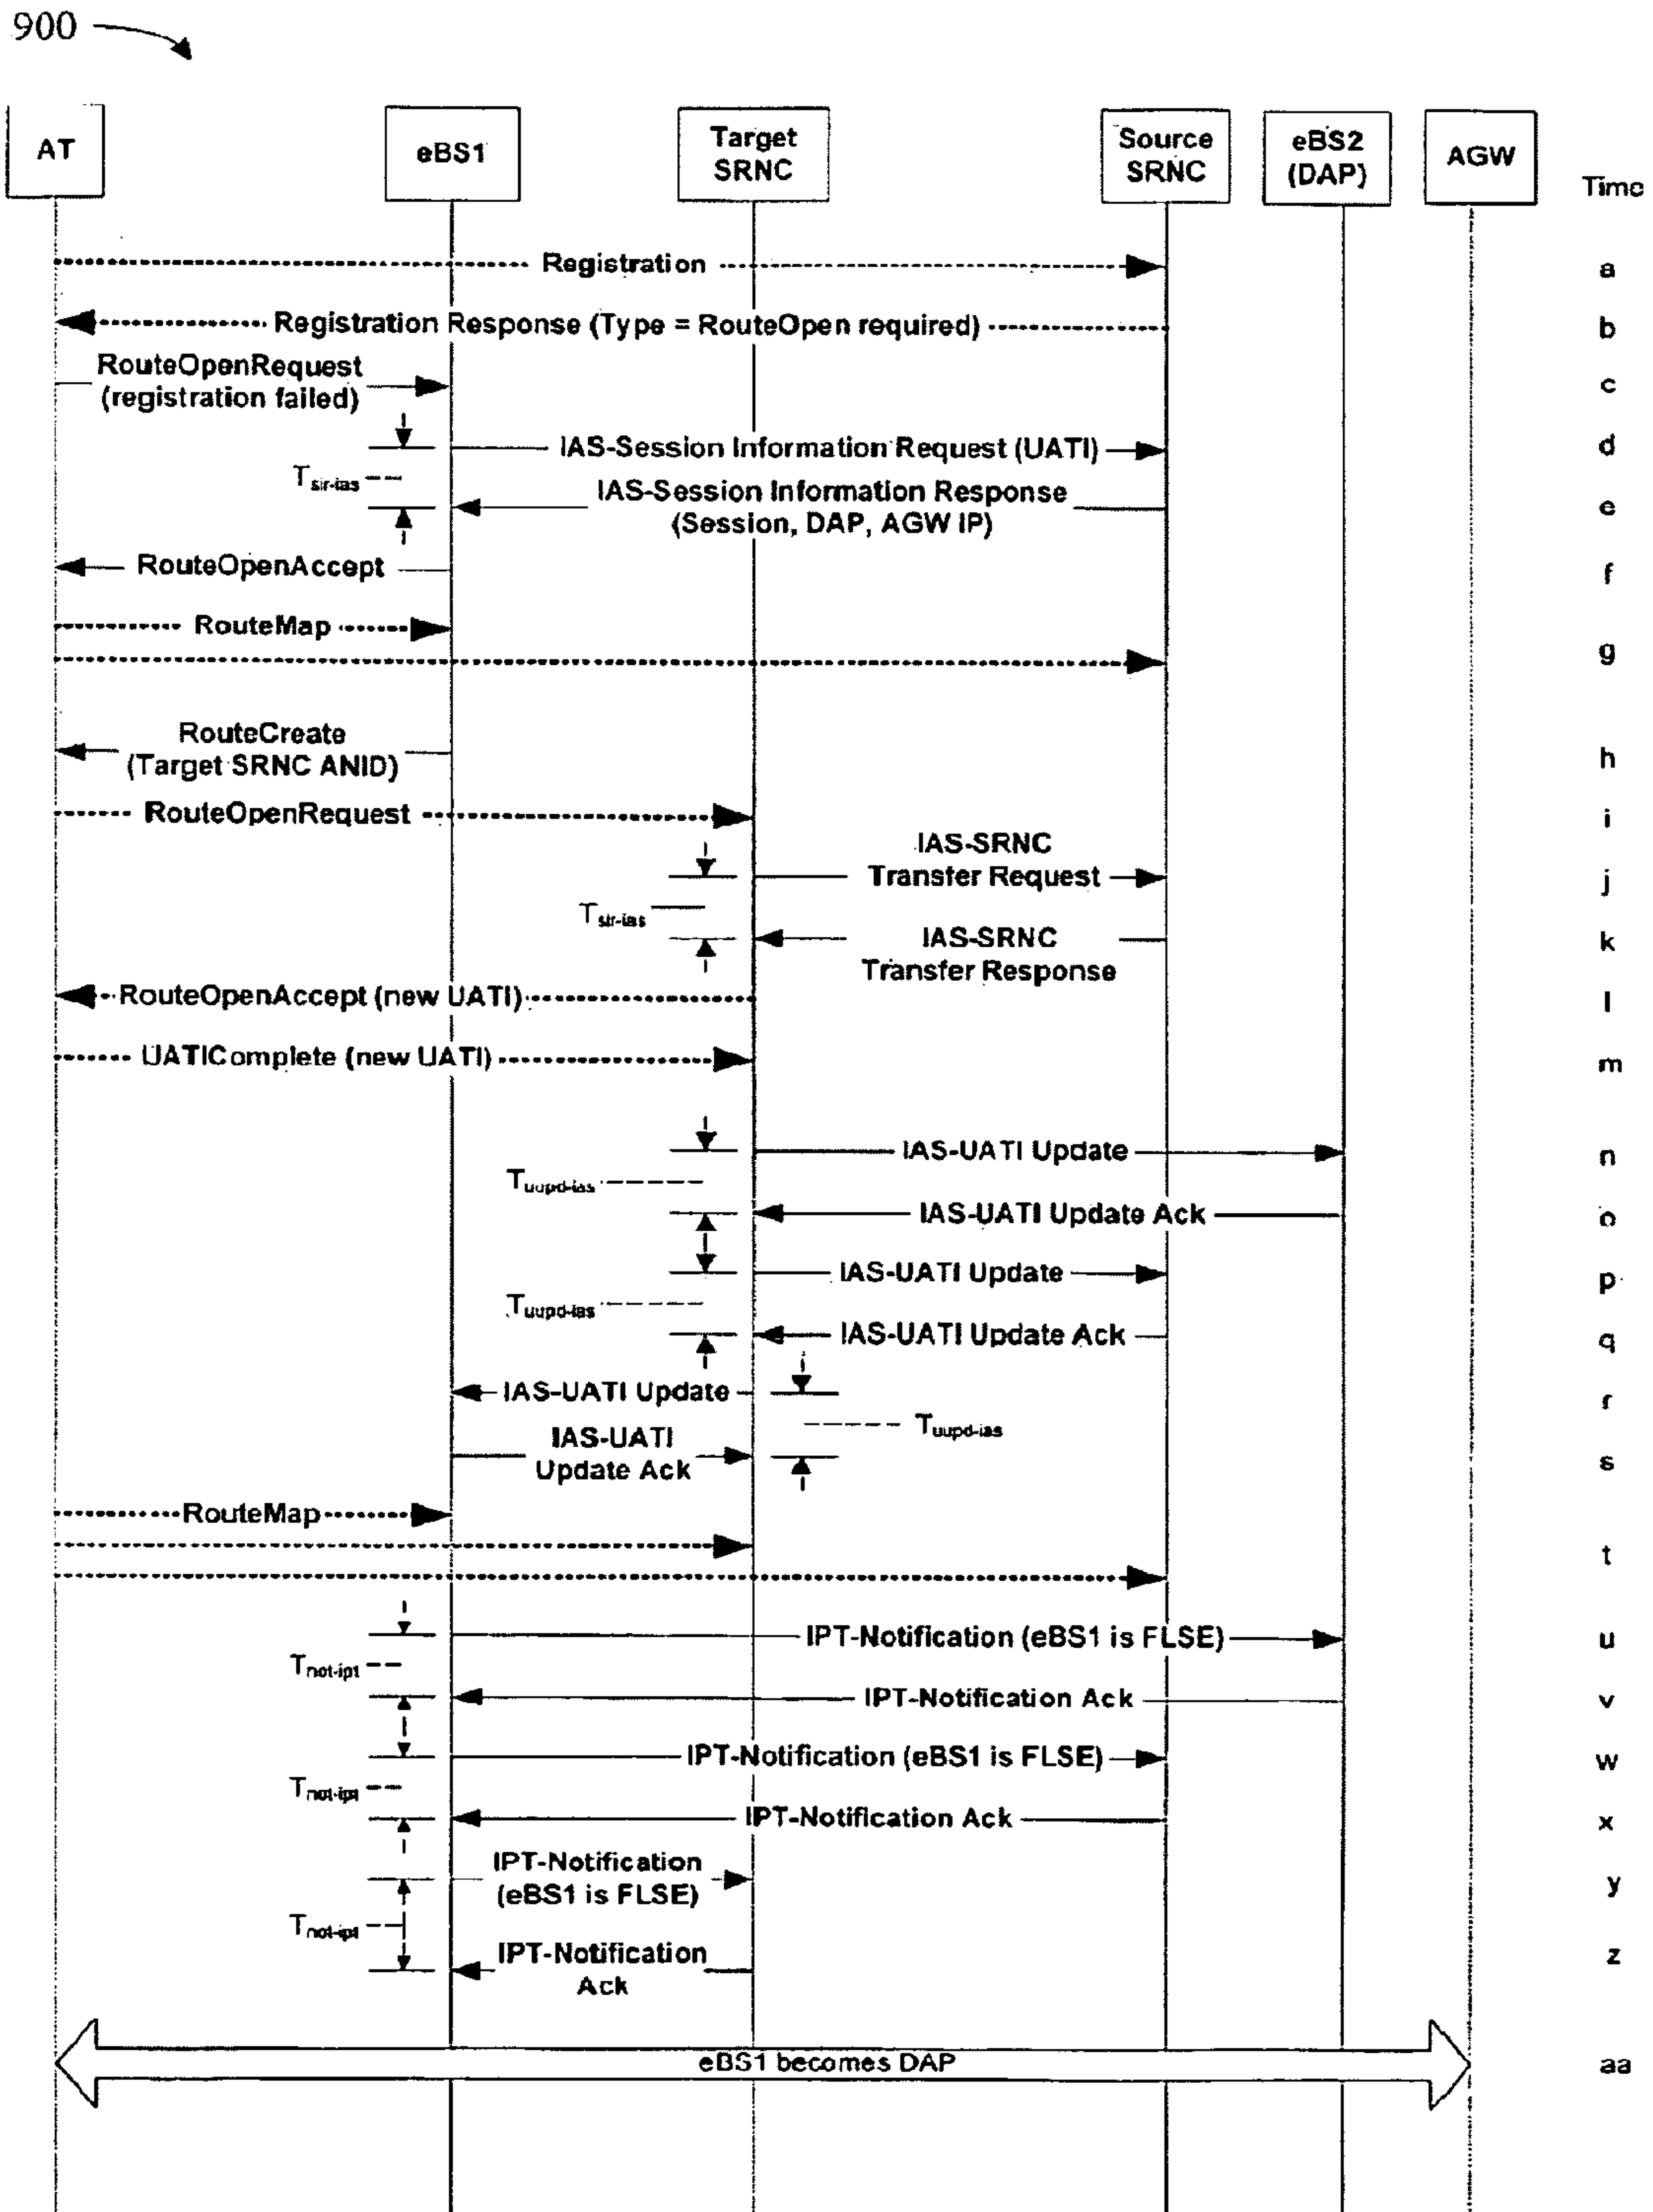 900
AT
eBS1
Target
SRNC
Source
SRNC
eBS2
(DAP)
AGW
Time
Registration
a
Registration Response (Type = RouteOpen required)
b
RouteOpenRequest
(registration failed)
c
IAS-Session Information Request (UATI)
d
Tsir-ias
IAS-Session Information Response
(Session, DAP, AGW IP)
e
RouteOpenAccept
f
RouteMap
g
RouteCreate
(Target SRNC ANID)
h
RouteOpenRequest
i
IAS-SRNC
Transfer Request
j
Tstr-ias
IAS-SRNC
Transfer Response
k
RouteOpenAccept (new UATI)
l
UATIComplete (new UATI)
m
IAS-UATI Update
n
Tuupd-ias
IAS-UATI Update Ack
o
IAS-UATI Update
p
Tuupd-ias
IAS-UATI Update Ack
q
IAS-UATI Update
r
Tuupd-ias
IAS-UATI
Update Ack
s
RouteMap
t
IPT-Notification (eBS1 is FLSE)
u
Tnot-ipt
IPT-Notification Ack
v
IPT-Notification (eBS1 is FLSE)
w
Tnot-ipt
IPT-Notification Ack
x
IPT-Notification
(eBS1 is FLSE)
y
Tnot-ipt
IPT-Notification
Ack
z
eBS1 becomes DAP
aa